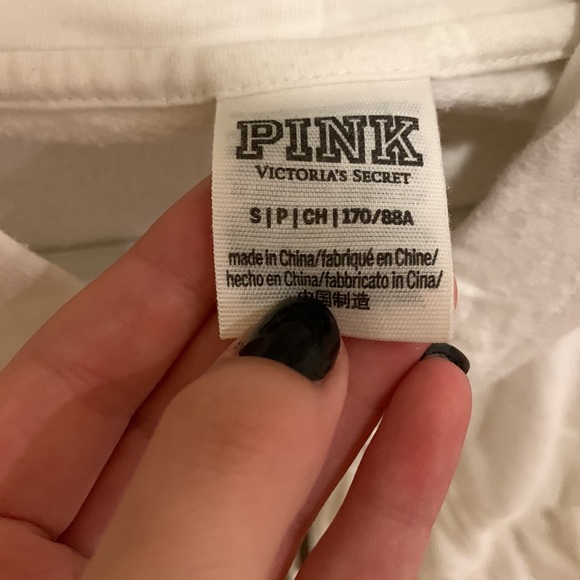 PINK
VICTORIA'S SECRET
S|P|CH|170/88A
made in China/fabriqué en Chine/
hecho en China/fabbricato in Cina/
中国制造